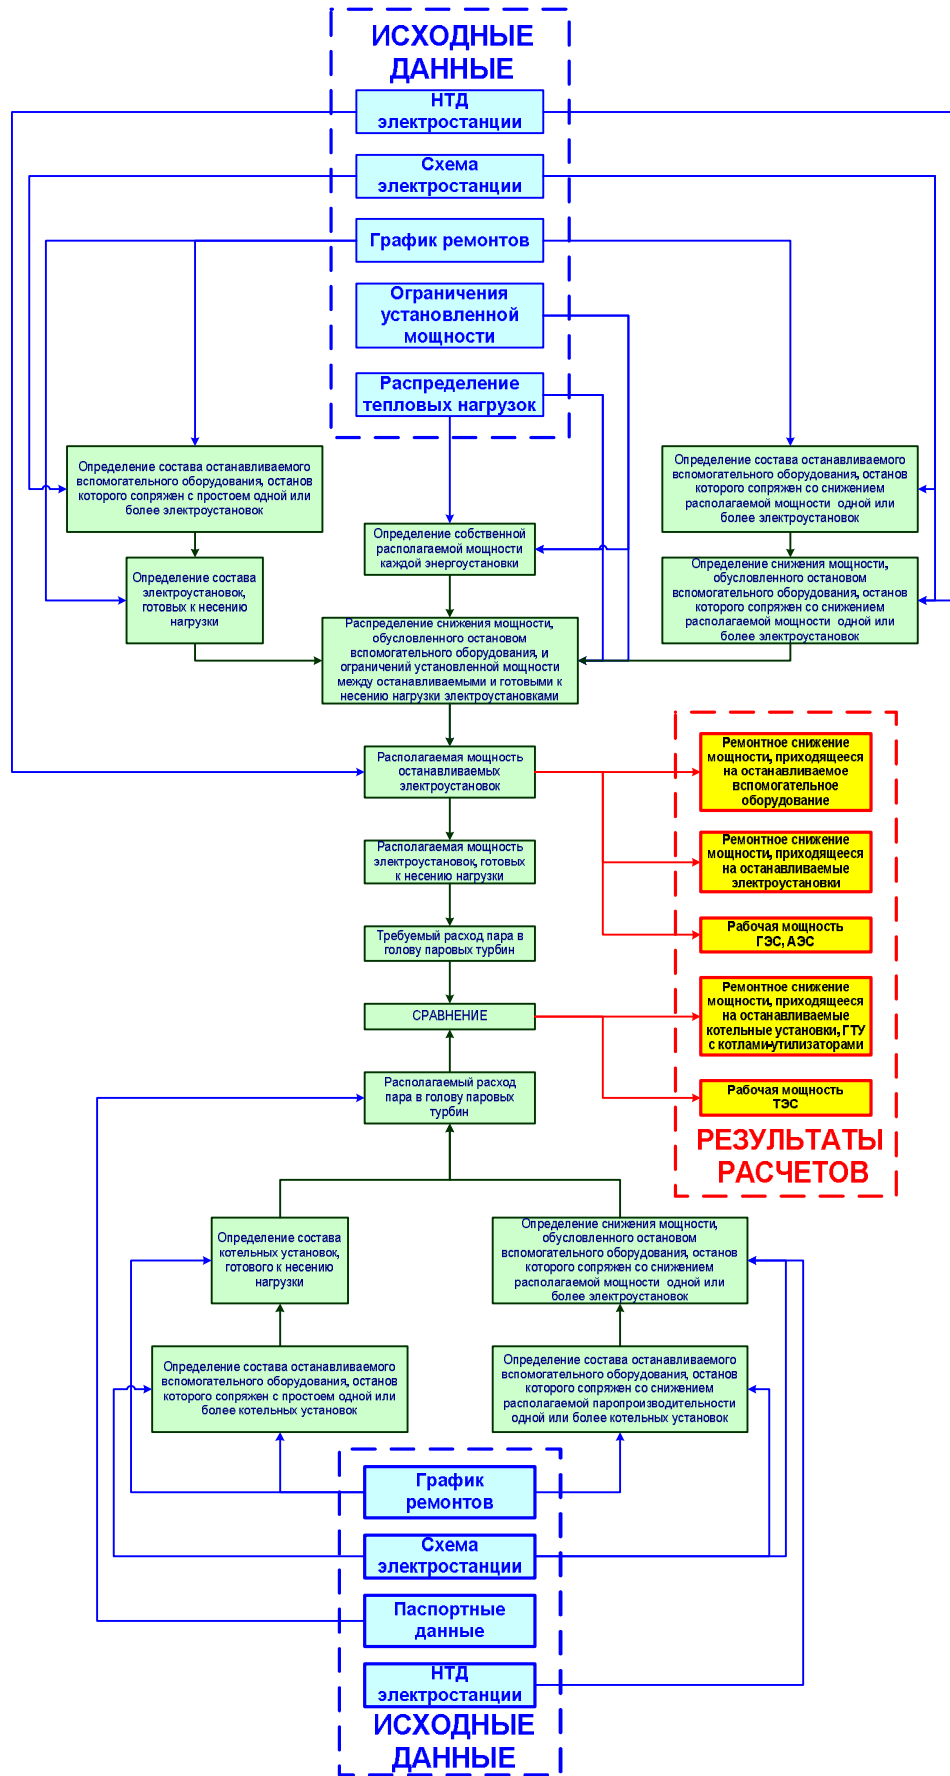 ИСХОДНЫЕ
ДАННЫЕ
НТД
электростанции
Схема
электростанции
График ремонтов
Ограничения
установленной
мощности
Распределение
тепловых нагрузок
Определение состава останавливаемого
вспомогательного оборудования, останов
которого сопряжен с простоем одной или
более электроустановок
Определение состава останавливаемого
вспомогательного оборудования, останов
которого сопряжен со снижением
располагаемой мощности одной или
более электроустановок
Определение собственной
располагаемой мощности
каждой энергоустановки
Определение состава
электроустановок,
готовых к несению
нагрузки
Определение снижения мощности,
обусловленного остановом
вспомогательного оборудования, останов
которого сопряжен со снижением
располагаемой мощности одной или
более электроустановок
Распределение снижения мощности,
обусловленного остановом
вспомогательного оборудования, и
ограничений установленной мощности
между останавливаемыми и готовыми к
несению нагрузки электроустановками
Располагаемая мощность
останавливаемых
электроустановок
Ремонтное снижение
мощности, приходящееся
на останавливаемое
вспомогательное
оборудование
Располагаемая мощность
электроустановок, готовых
к несению нагрузки
Ремонтное снижение
мощности, приходящееся
на останавливаемые
электроустановки
Требуемый расход пара в
голову паровых турбин
Рабочая мощность
ГЭС, АЭС
СРАВНЕНИЕ
Ремонтное снижение
мощности, приходящееся
на останавливаемые
котельные установки, ГТУ
с котлами-утилизаторами
Располагаемый расход
пара в голову паровых
турбин
Рабочая мощность
ТЭС
РЕЗУЛЬТАТЫ
РАСЧЕТОВ
Определение состава
котельных установок,
готового к несению
нагрузки
Определение снижения мощности,
обусловленного остановом
вспомогательного оборудования, останов
которого сопряжен со снижением
располагаемой мощности одной или
более электроустановок
Определение состава останавливаемого
вспомогательного оборудования, останов
которого сопряжен с простоем одной или
более котельных установок
Определение состава останавливаемого
вспомогательного оборудования, останов
которого сопряжен со снижением
располагаемой паропроизводительности
одной или более котельных установок
График
ремонтов
Схема
электростанции
Паспортные
данные
НТД
электростанции
ИСХОДНЫЕ
ДАННЫЕ